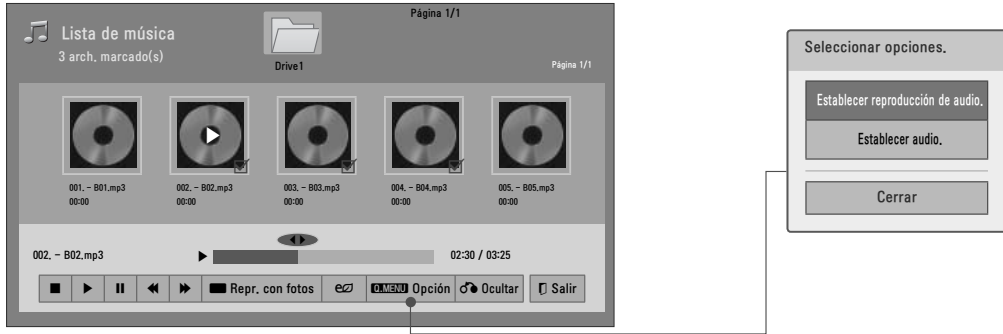 Página 1/1
Lista de música
3 arch. marcado(s)
Drive1
Página 1/1
001. - B01.mp3
00:00
002. - B02.mp3
00:00
003. - B03.mp3
00:00
004. - B04.mp3
00:00
005. - B05.mp3
00:00
002. - B02.mp3
02:30 / 03:25
Repr. con fotos
Q.MENU Opción
Ocultar
Salir
Seleccionar opciones.
Establecer reproducción de audio.
Establecer audio.
Cerrar